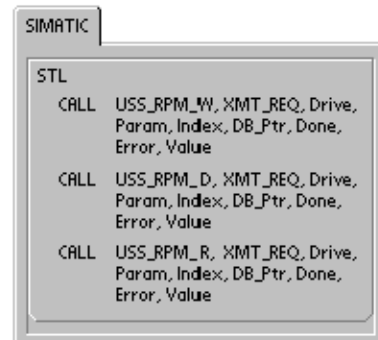 SIMATIC
STL
CALL USS_RPM_W, XMT_REQ, Drive,
Param, Index, DB_Ptr, Done,
Error, Value
CALL USS_RPM_D, XMT_REQ, Drive,
Param, Index, DB_Ptr, Done,
Error, Value
CALL USS_RPM_R, XMT_REQ, Drive,
Param, Index, DB_Ptr, Done,
Error, Value